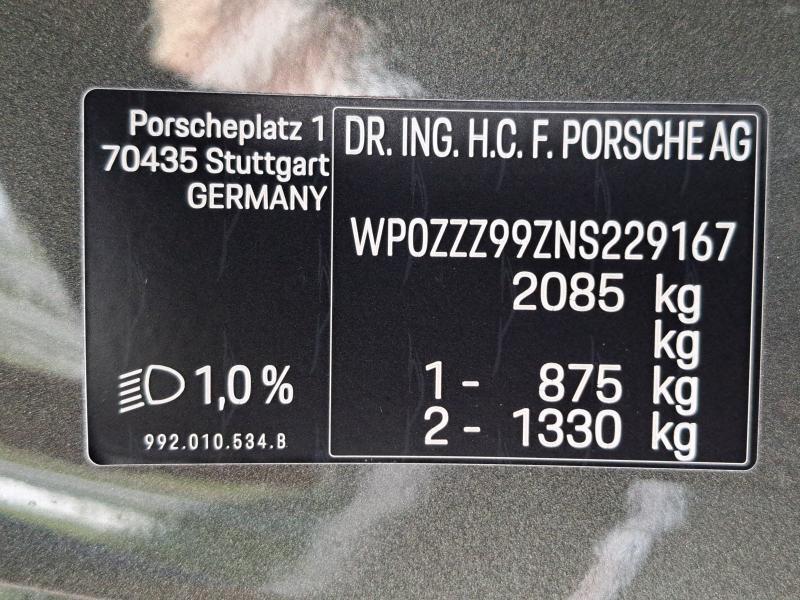 Porscheplatz 1
70435 Stuttgart
GERMANY
1,0 %
992.010.534.B
DR. ING. H.C. F. PORSCHE AG
WP0ZZZ99ZNS229167
2085 kg
kg
1 - 875 kg
2 - 1330 kg